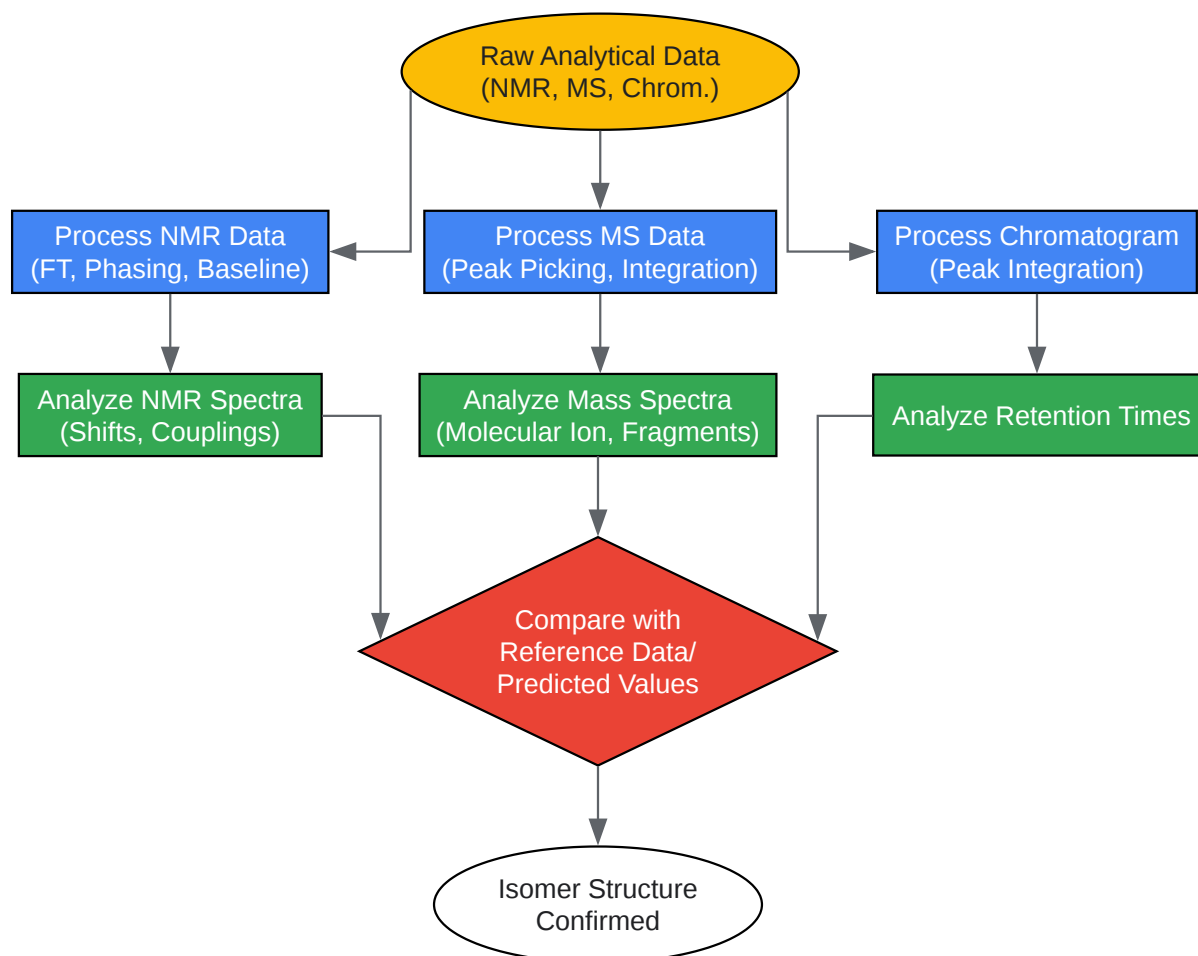 Raw Analytical Data
(NMR, MS, Chrom.)
Process NMR Data
(FT, Phasing, Baseline)
Process MS Data
(Peak Picking, Integration)
Process Chromatogram
(Peak Integration)
Analyze NMR Spectra
(Shifts, Couplings)
Analyze Mass Spectra
(Molecular Ion, Fragments)
Analyze Retention Times
Compare with
Reference Data/
Predicted Values
Isomer Structure
Confirmed